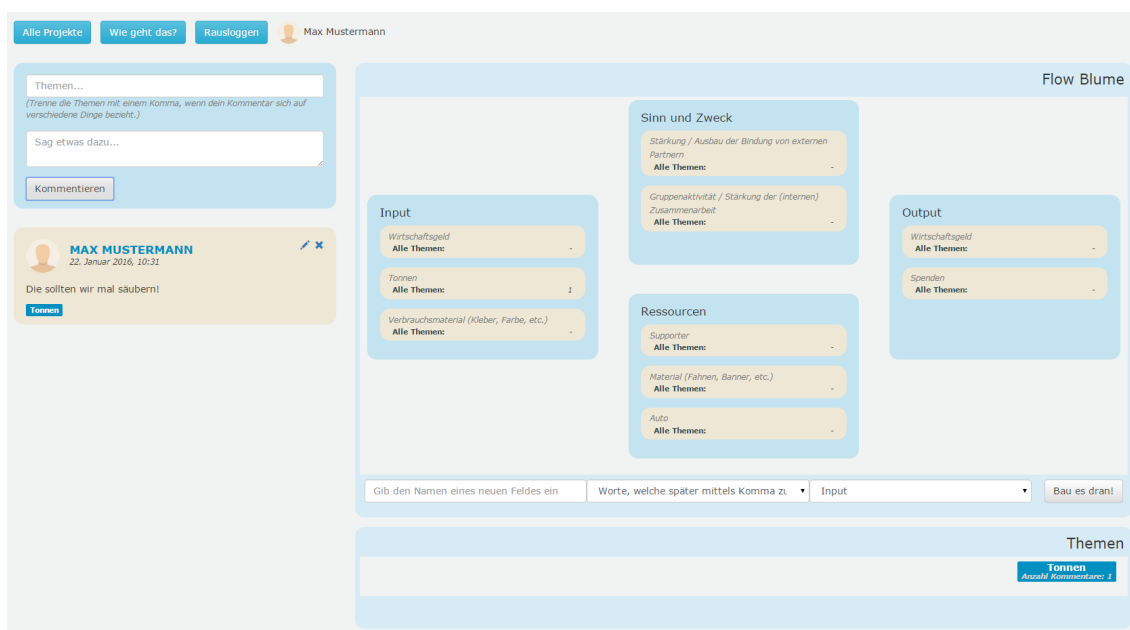 Alle Projekte
Wie geht das?
Rausloggen
Max Mustermann
Themen...
(Trenne die Themen mit einem Komma, wenn dein Kommentar sich auf
verschiedene Dinge bezieht.)
Sag etwas dazu...
Kommentieren
MAX MUSTERMANN
22. Januar 2016, 10:31
Die sollten wir mal säubern!
Tonnen
Flow Blume
Sinn und Zweck
Stärkung / Ausbau der Bindung von externen
Partnern
Alle Themen: -
Gruppenaktivität / Stärkung der (internen)
Zusammenarbeit
Alle Themen: -
Input
Wirtschaftsgeld
Alle Themen: -
Tonnen
Alle Themen: 1
Verbrauchsmaterial (Kleber, Farbe, etc.)
Alle Themen: -
Output
Wirtschaftsgeld
Alle Themen: -
Spenden
Alle Themen: -
Ressourcen
Supporter
Alle Themen: -
Material (Fahnen, Banner, etc.)
Alle Themen: -
Auto
Alle Themen: -
Gib den Namen eines neuen Feldes ein
Worte, welche später mittels Komma zu
Input
Bau es dran!
Themen
Tonnen
Anzahl Kommentare: 1